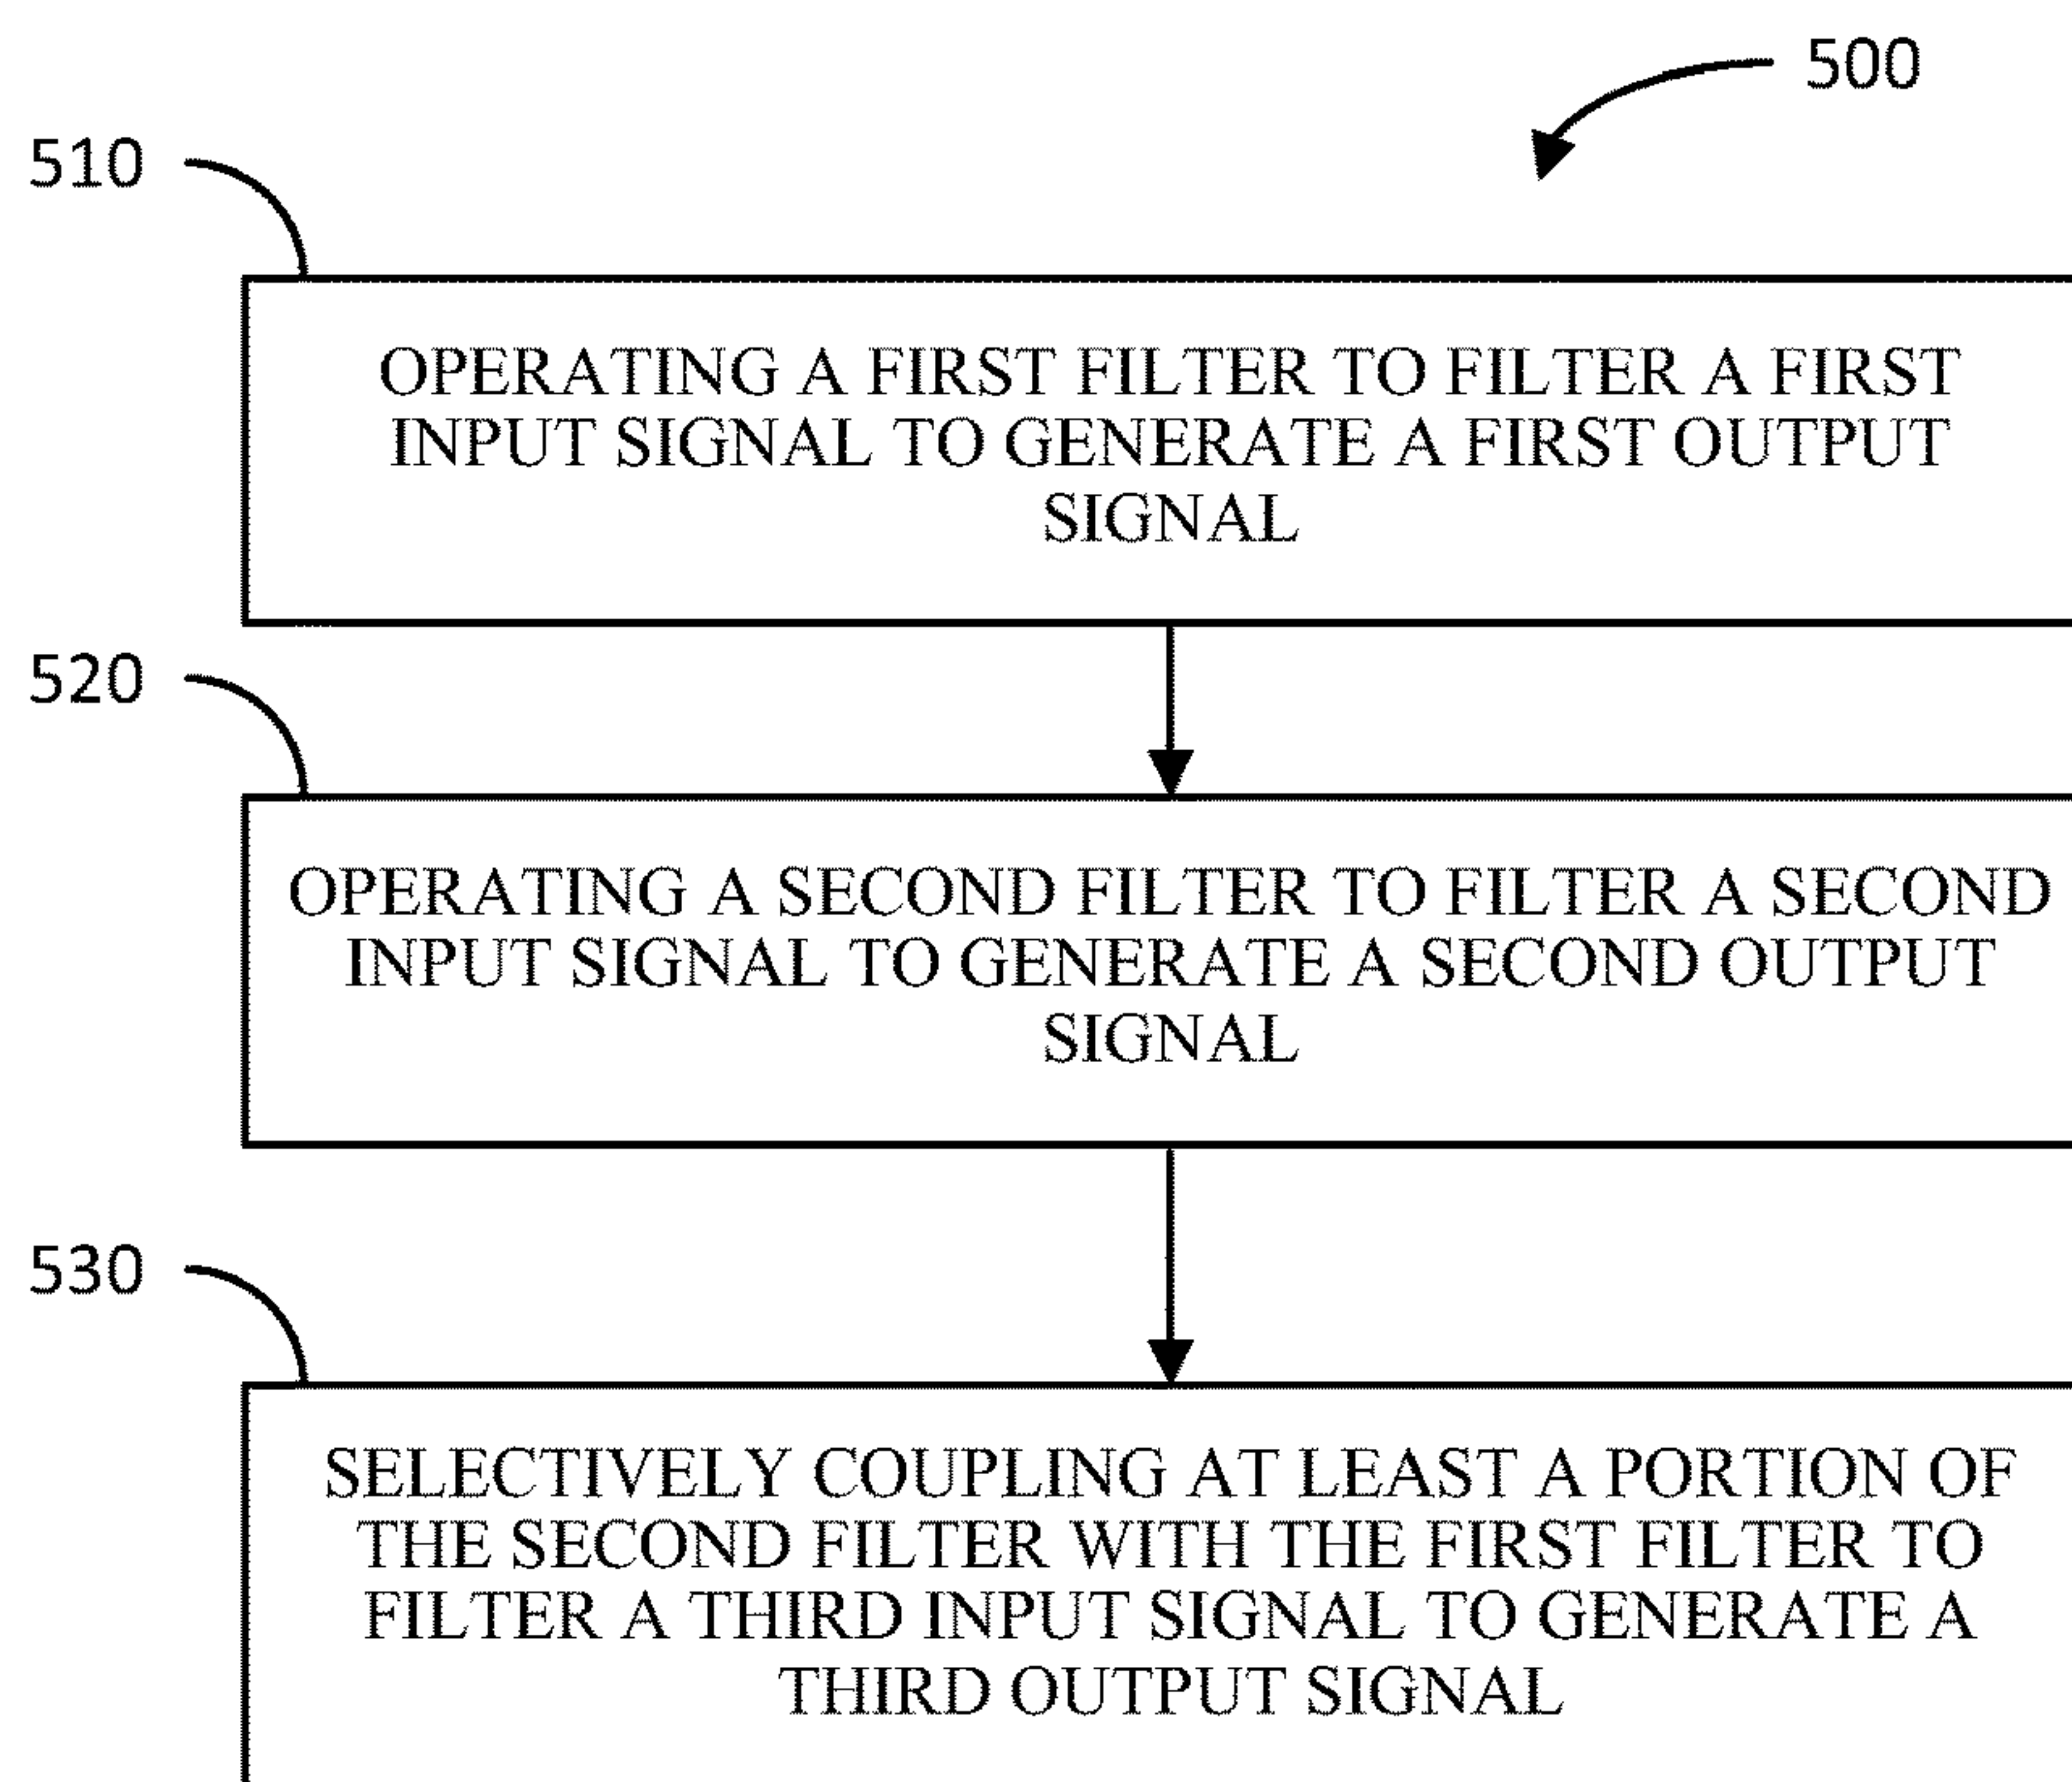 500
510
OPERATING A FIRST FILTER TO FILTER A FIRST
INPUT SIGNAL TO GENERATE A FIRST OUTPUT
SIGNAL
520
OPERATING A SECOND FILTER TO FILTER A SECOND
INPUT SIGNAL TO GENERATE A SECOND OUTPUT
SIGNAL
530
SELECTIVELY COUPLING AT LEAST A PORTION OF
THE SECOND FILTER WITH THE FIRST FILTER TO
FILTER A THIRD INPUT SIGNAL TO GENERATE A
THIRD OUTPUT SIGNAL